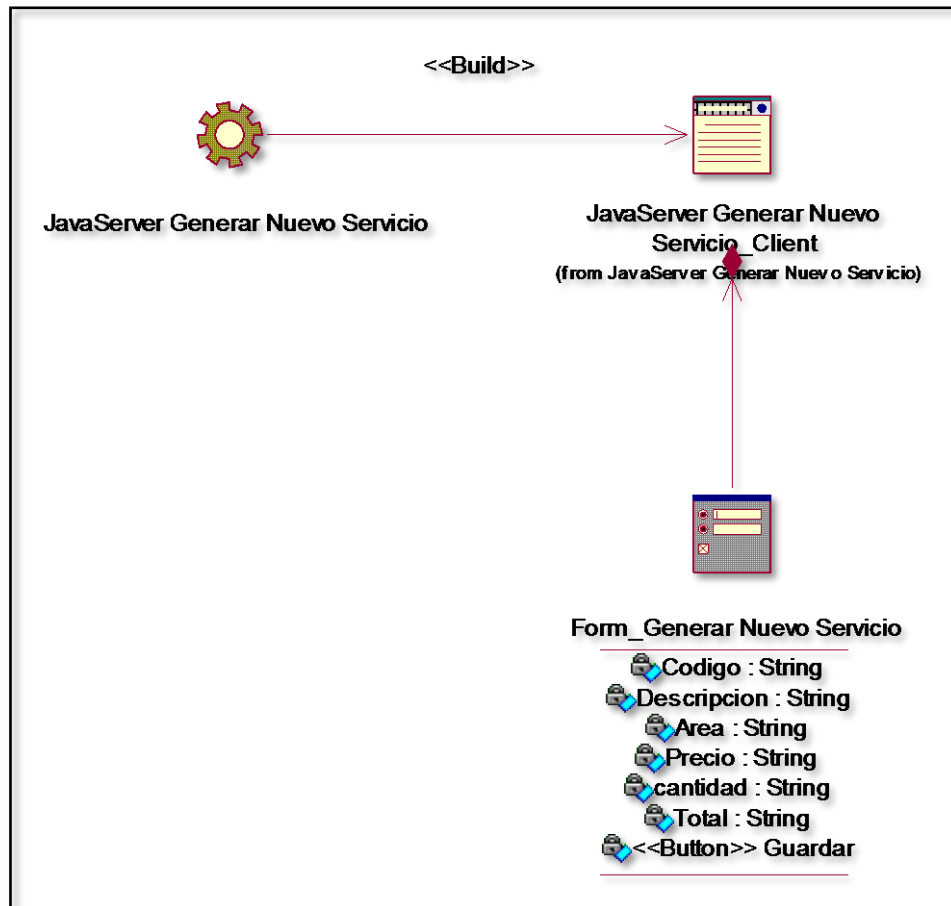 <<Build>>
JavaServer Generar Nuevo Servicio
JavaServer Generar Nuevo
Servicio_Client
(from JavaServer Generar Nuevo Servicio)
Form_Generar Nuevo Servicio
Codigo : String
Descripcion : String
Area : String
Precio : String
cantidad : String
Total : String
<<Button>> Guardar